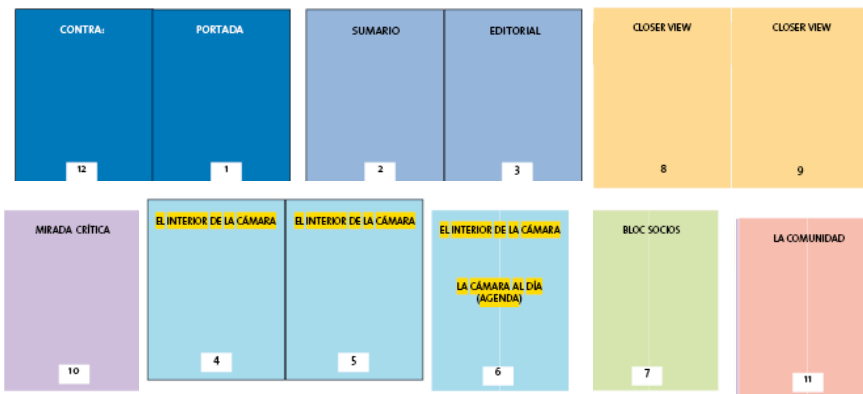 CONTRA: PORTADA
12 1
SUMARIO EDITORIAL
2 3
CLOSER VIEW CLOSER VIEW
8 9
MIRADA CRÍTICA
10
EL INTERIOR DE LA CÁMARA EL INTERIOR DE LA CÁMARA
4 5
EL INTERIOR DE LA CÁMARA
LA CÁMARA AL DÍA
(AGENDA)
6
BLOC SOCIOS
7
LA COMUNIDAD
11